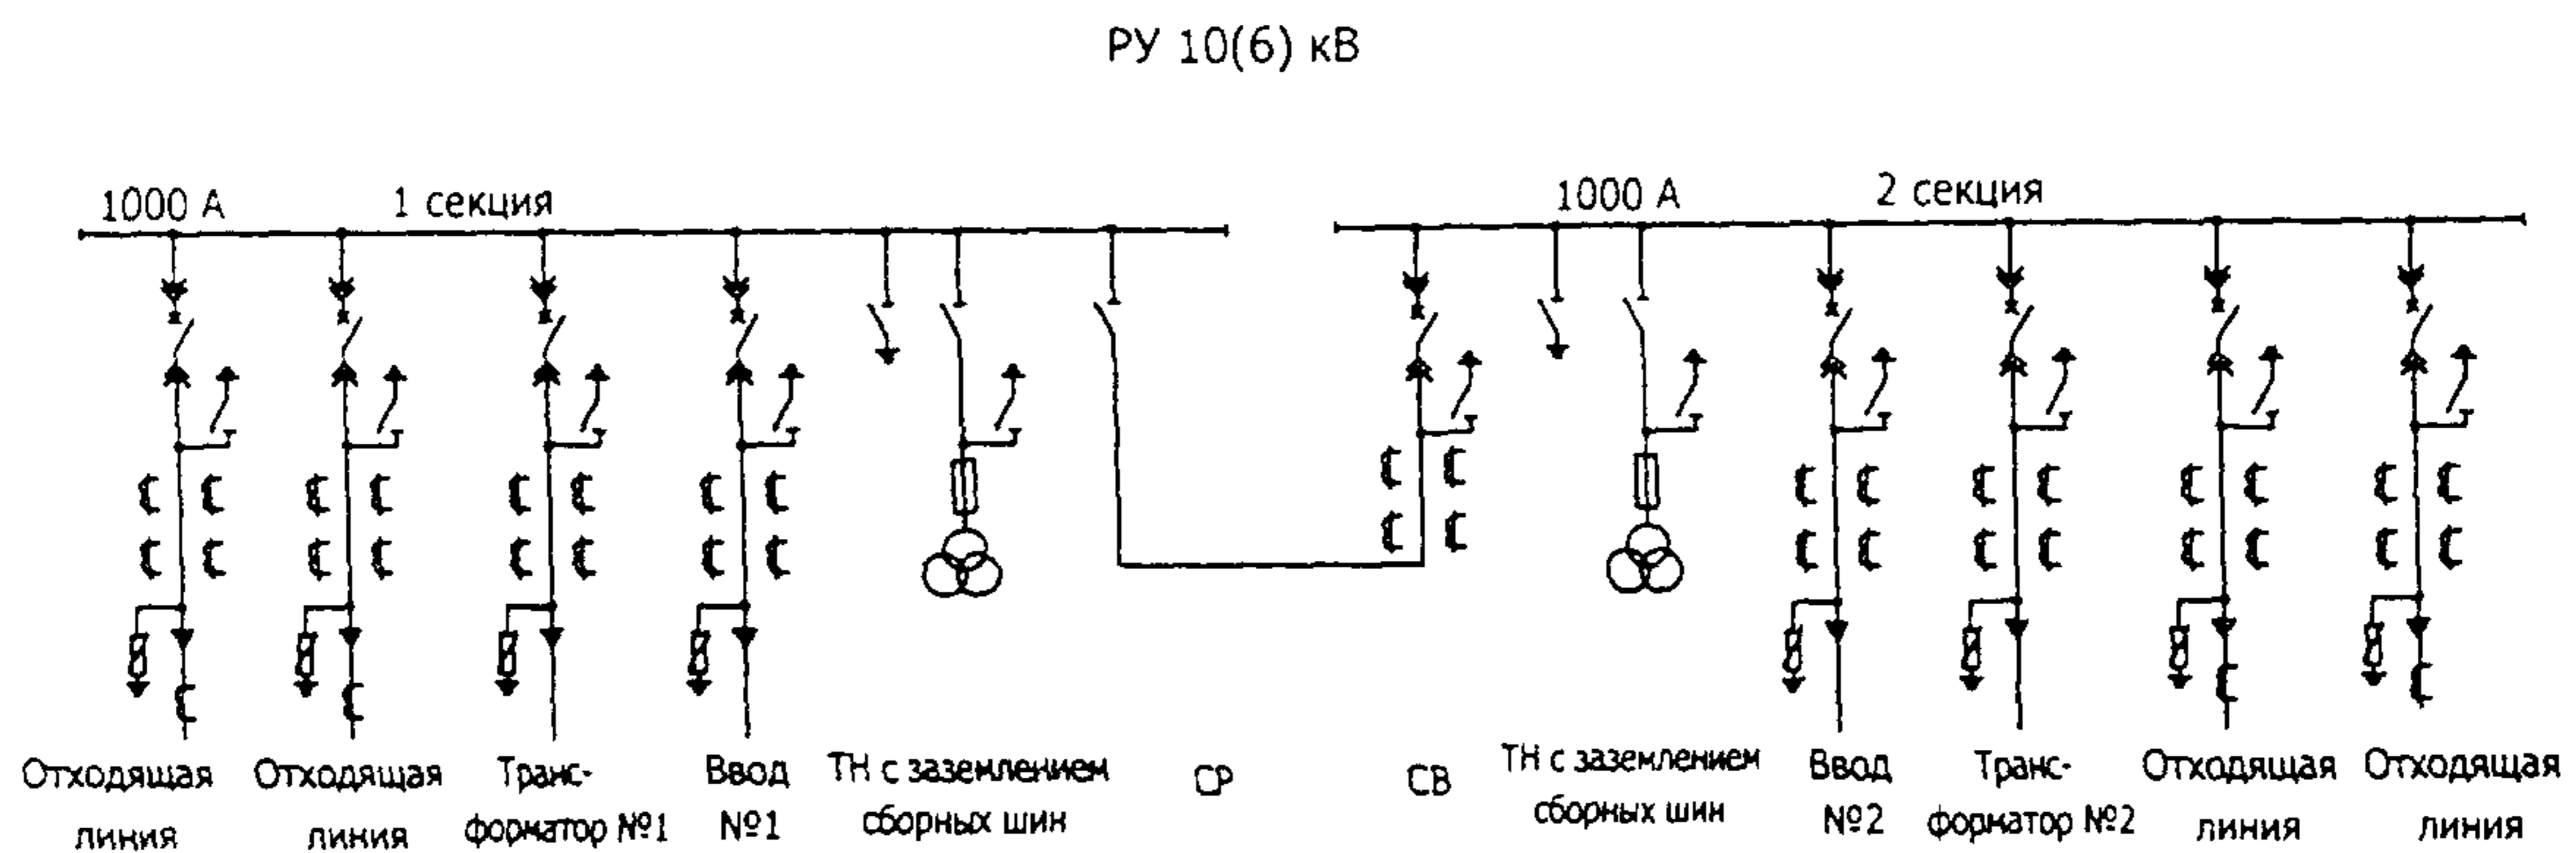 РУ 10(6) кВ
1000 А
1 секция
1000 А
2 секция
Отходящая
линия
Отходящая
линия
Транс-
форматор №1
Ввод
№1
ТН с заземлением
сборных шин
СР
СВ
ТН с заземлением
сборных шин
Ввод
№2
Транс-
форматор №2
Отходящая
линия
Отходящая
линия